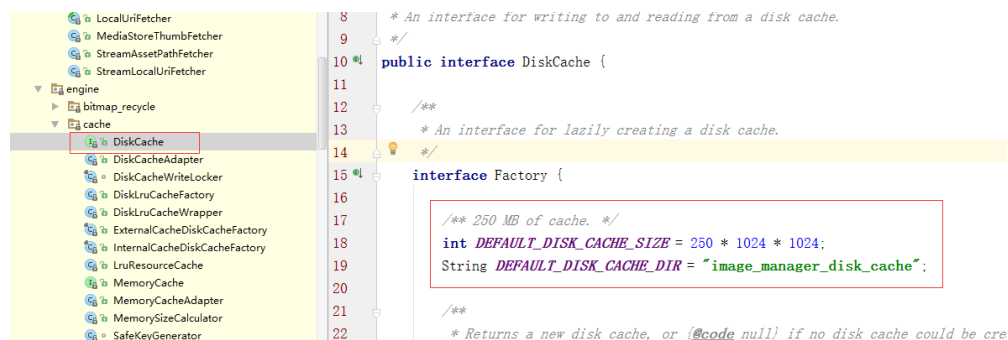 LocalUriFetcher
MediaStoreThumbFetcher
StreamAssetPathFetcher
StreamLocalUriFetcher
engine
bitmap_recycle
cache
DiskCache
DiskCacheAdapter
DiskCacheWriteLocker
DiskLruCacheFactory
DiskLruCacheWrapper
ExternalCacheDiskCacheFactory
InternalCacheDiskCacheFactory
LruResourceCache
MemoryCache
MemoryCacheAdapter
MemorySizeCalculator
SafeKeyGenerator
8 * An interface for writing to and reading from a disk cache.
9 */
10 public interface DiskCache {
11
12 /**
13 * An interface for lazily creating a disk cache.
14 */
15 interface Factory {
16
17 /** 250 MB of cache. */
18 int DEFAULT_DISK_CACHE_SIZE = 250 * 1024 * 1024;
19 String DEFAULT_DISK_CACHE_DIR = "image_manager_disk_cache";
20
21 /**
22 * Returns a new disk cache, or {@code null} if no disk cache could be cre